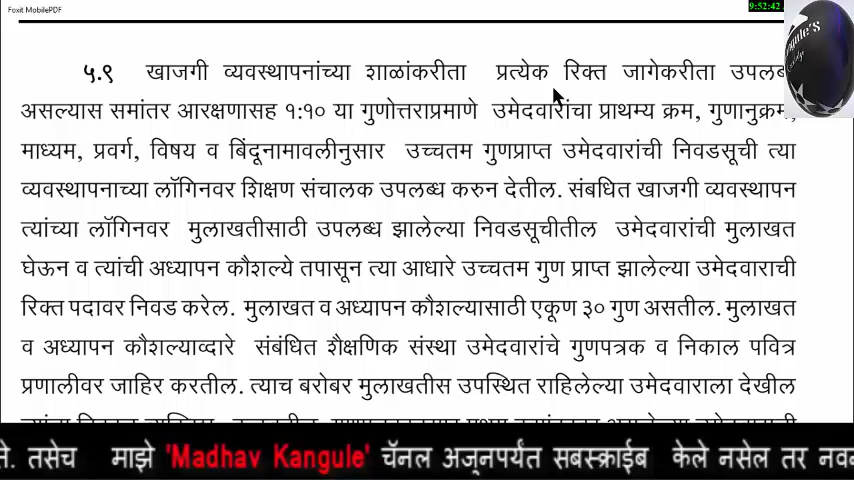 Foxit MobilePDF
9:52:42
५.९ खाजगी व्यवस्थापनांच्या शाळांकरीता प्रत्येक रिक्त जागेकरीता
असल्यास समांतर आरक्षणासह १:१० या गुणोत्तराप्रमाणे उमेदवारांचा प्राथम्य क्रम, गुणानुक्रम,
माध्यम, प्रवर्ग, विषय व बिंदूनामावलीनुसार उच्चतम गुणप्राप्त उमेदवारांची निवडसूची त्या
व्यवस्थापनाच्या लॉगिनवर शिक्षण संचालक उपलब्ध करुन देतील. संबधित खाजगी व्यवस्थापन
त्यांच्या लॉगिनवर मुलाखतीसाठी उपलब्ध झालेल्या निवडसूचीतील उमेदवारांची मुलाखत
घेऊन व त्यांची अध्यापन कौशल्ये तपासून त्या आधारे उच्चतम गुण प्राप्त झालेल्या उमेदवाराची
रिक्त पदावर निवड करेल. मुलाखत व अध्यापन कौशल्यासाठी एकूण ३० गुण असतील. मुलाखत
व अध्यापन कौशल्याव्दारे संबंधित शैक्षणिक संस्था उमेदवारांचे गुणपत्रक व निकाल पवित्र
प्रणालीवर जाहिर करतील. त्याच बरोबर मुलाखतीस उपस्थित राहिलेल्या उमेदवाराला देखील
से. तसेच माझे 'Madhav Kangule' चॅनल अजूनपर्यंत सबस्क्राईब केले नसेल तर